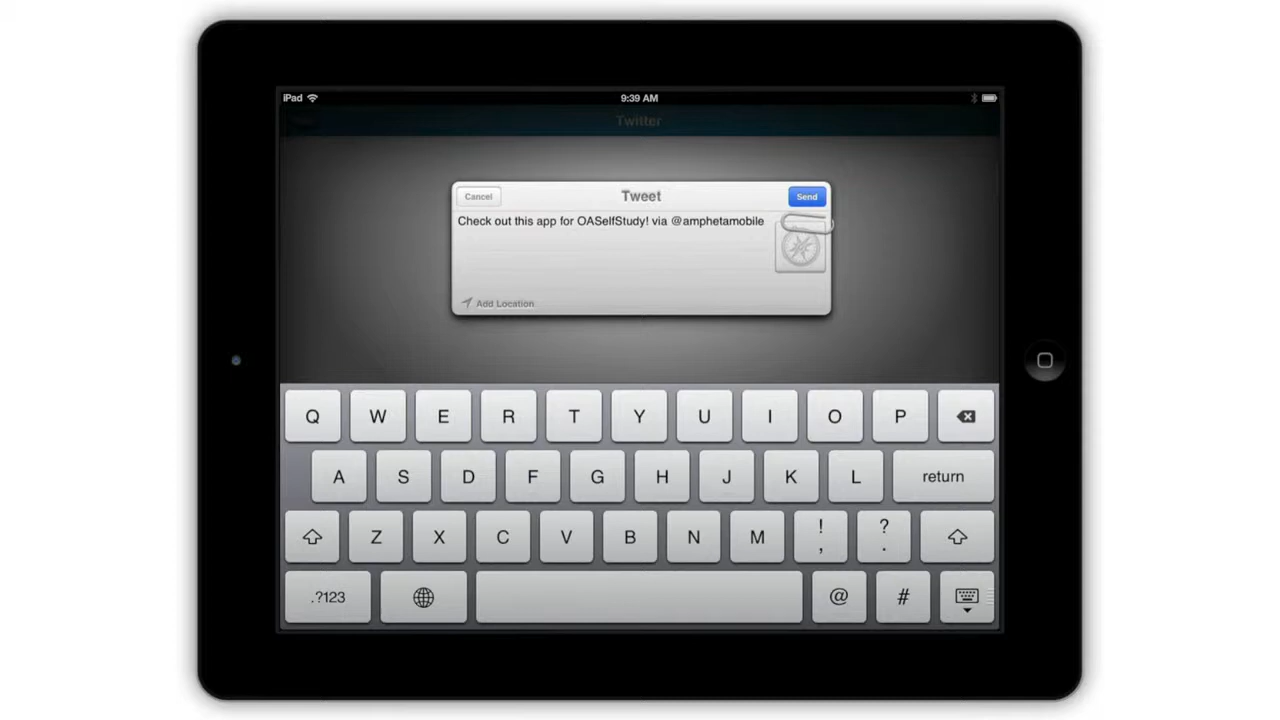 iPad
9:39 AM
Twitter
Cancel
Tweet
Send
Check out this app for OASelfStudy! via @amphetamobile
Add Location
Q W E R T Y U I O P
A S D F G H J K L return
Z X C V B N M ! , ? .
.?123 @ #